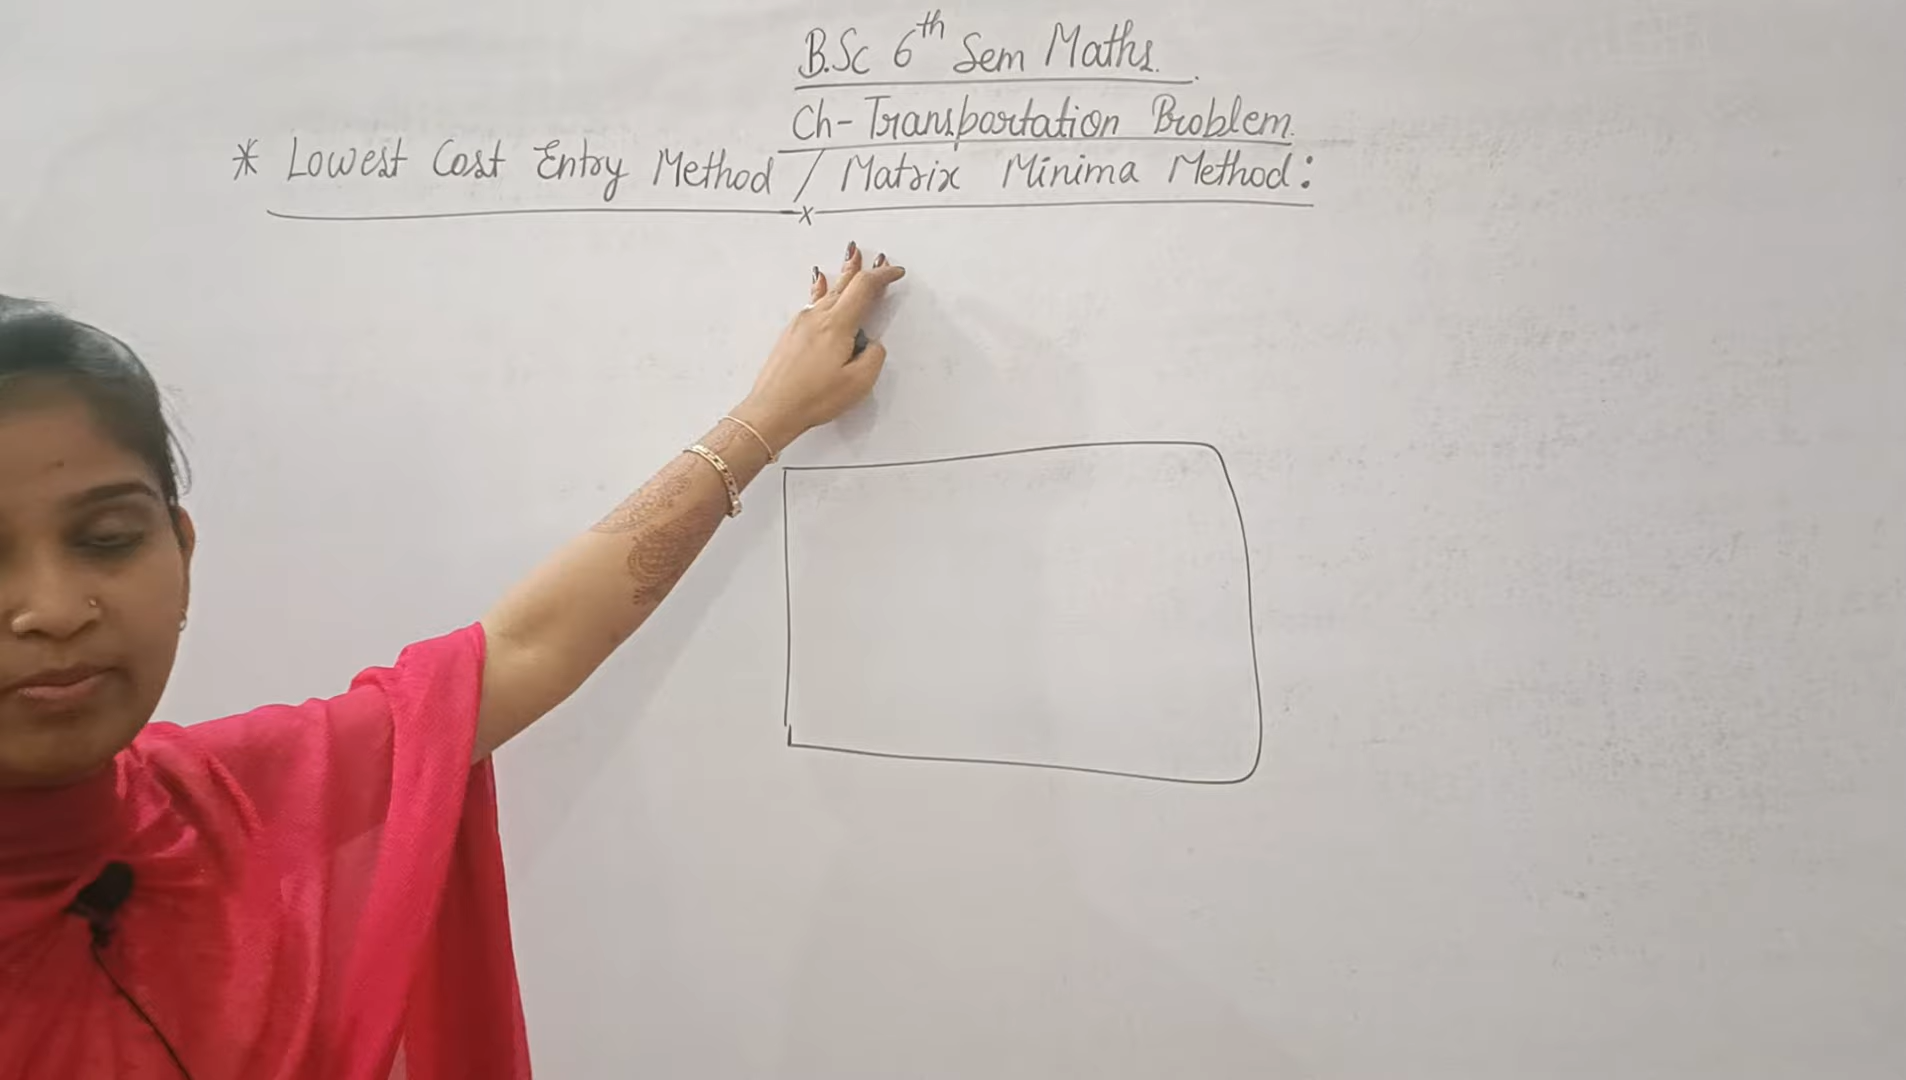 B.Sc 6th Sem Maths.
Ch- Transportation Problem.
* Lowest Cost Entry Method / Matrix Minima Method:
x